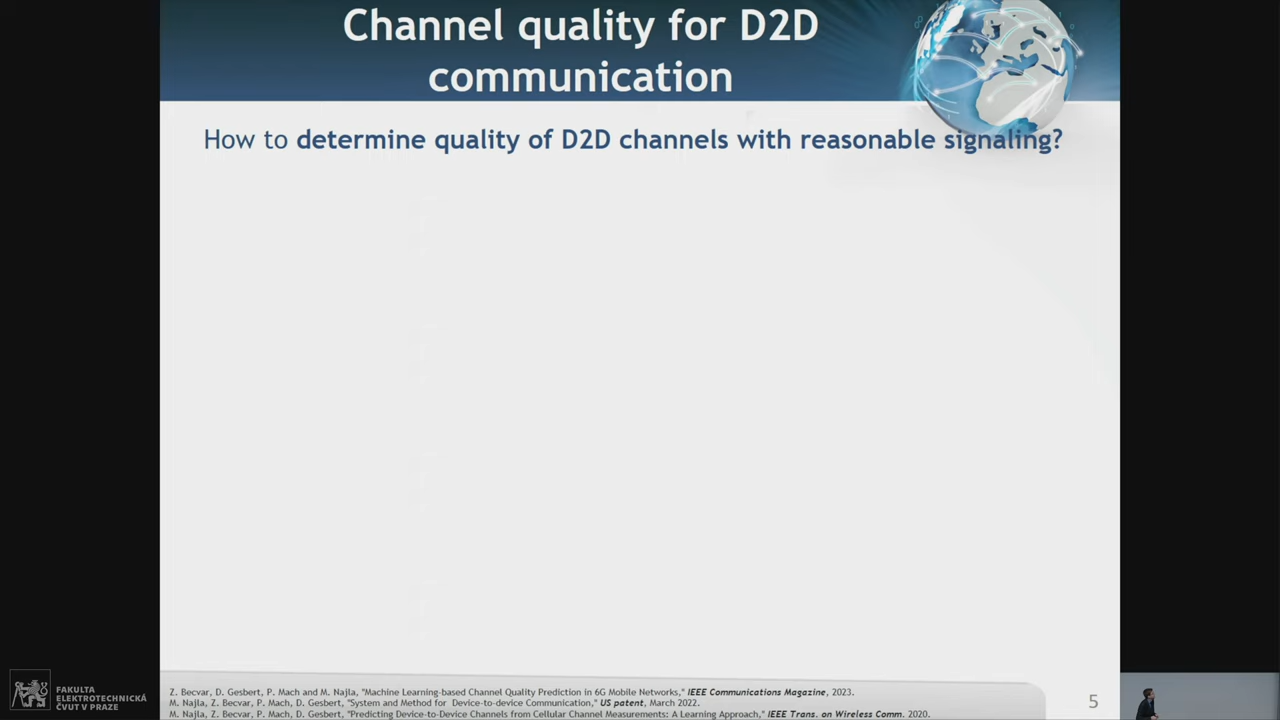 Channel quality for D2D
communication
How to determine quality of D2D channels with reasonable signaling?
Z. Becvar, D. Gesbert, P. Mach and M. Najla, "Machine Learning-based Channel Quality Prediction in 6G Mobile Networks," IEEE Communications Magazine, 2023.
M. Najla, Z. Becvar, P. Mach, D. Gesbert, "System and Method for Device-to-device Communication," US patent, March 2022.
M. Najla, Z. Becvar, P. Mach, D. Gesbert, "Predicting Device-to-Device Channels from Cellular Channel Measurements: A Learning Approach," IEEE Trans. on Wireless Comm. 2020.
5
FAKULTA
ELEKTROTECHNICKÁ
ČVUT V PRAZE